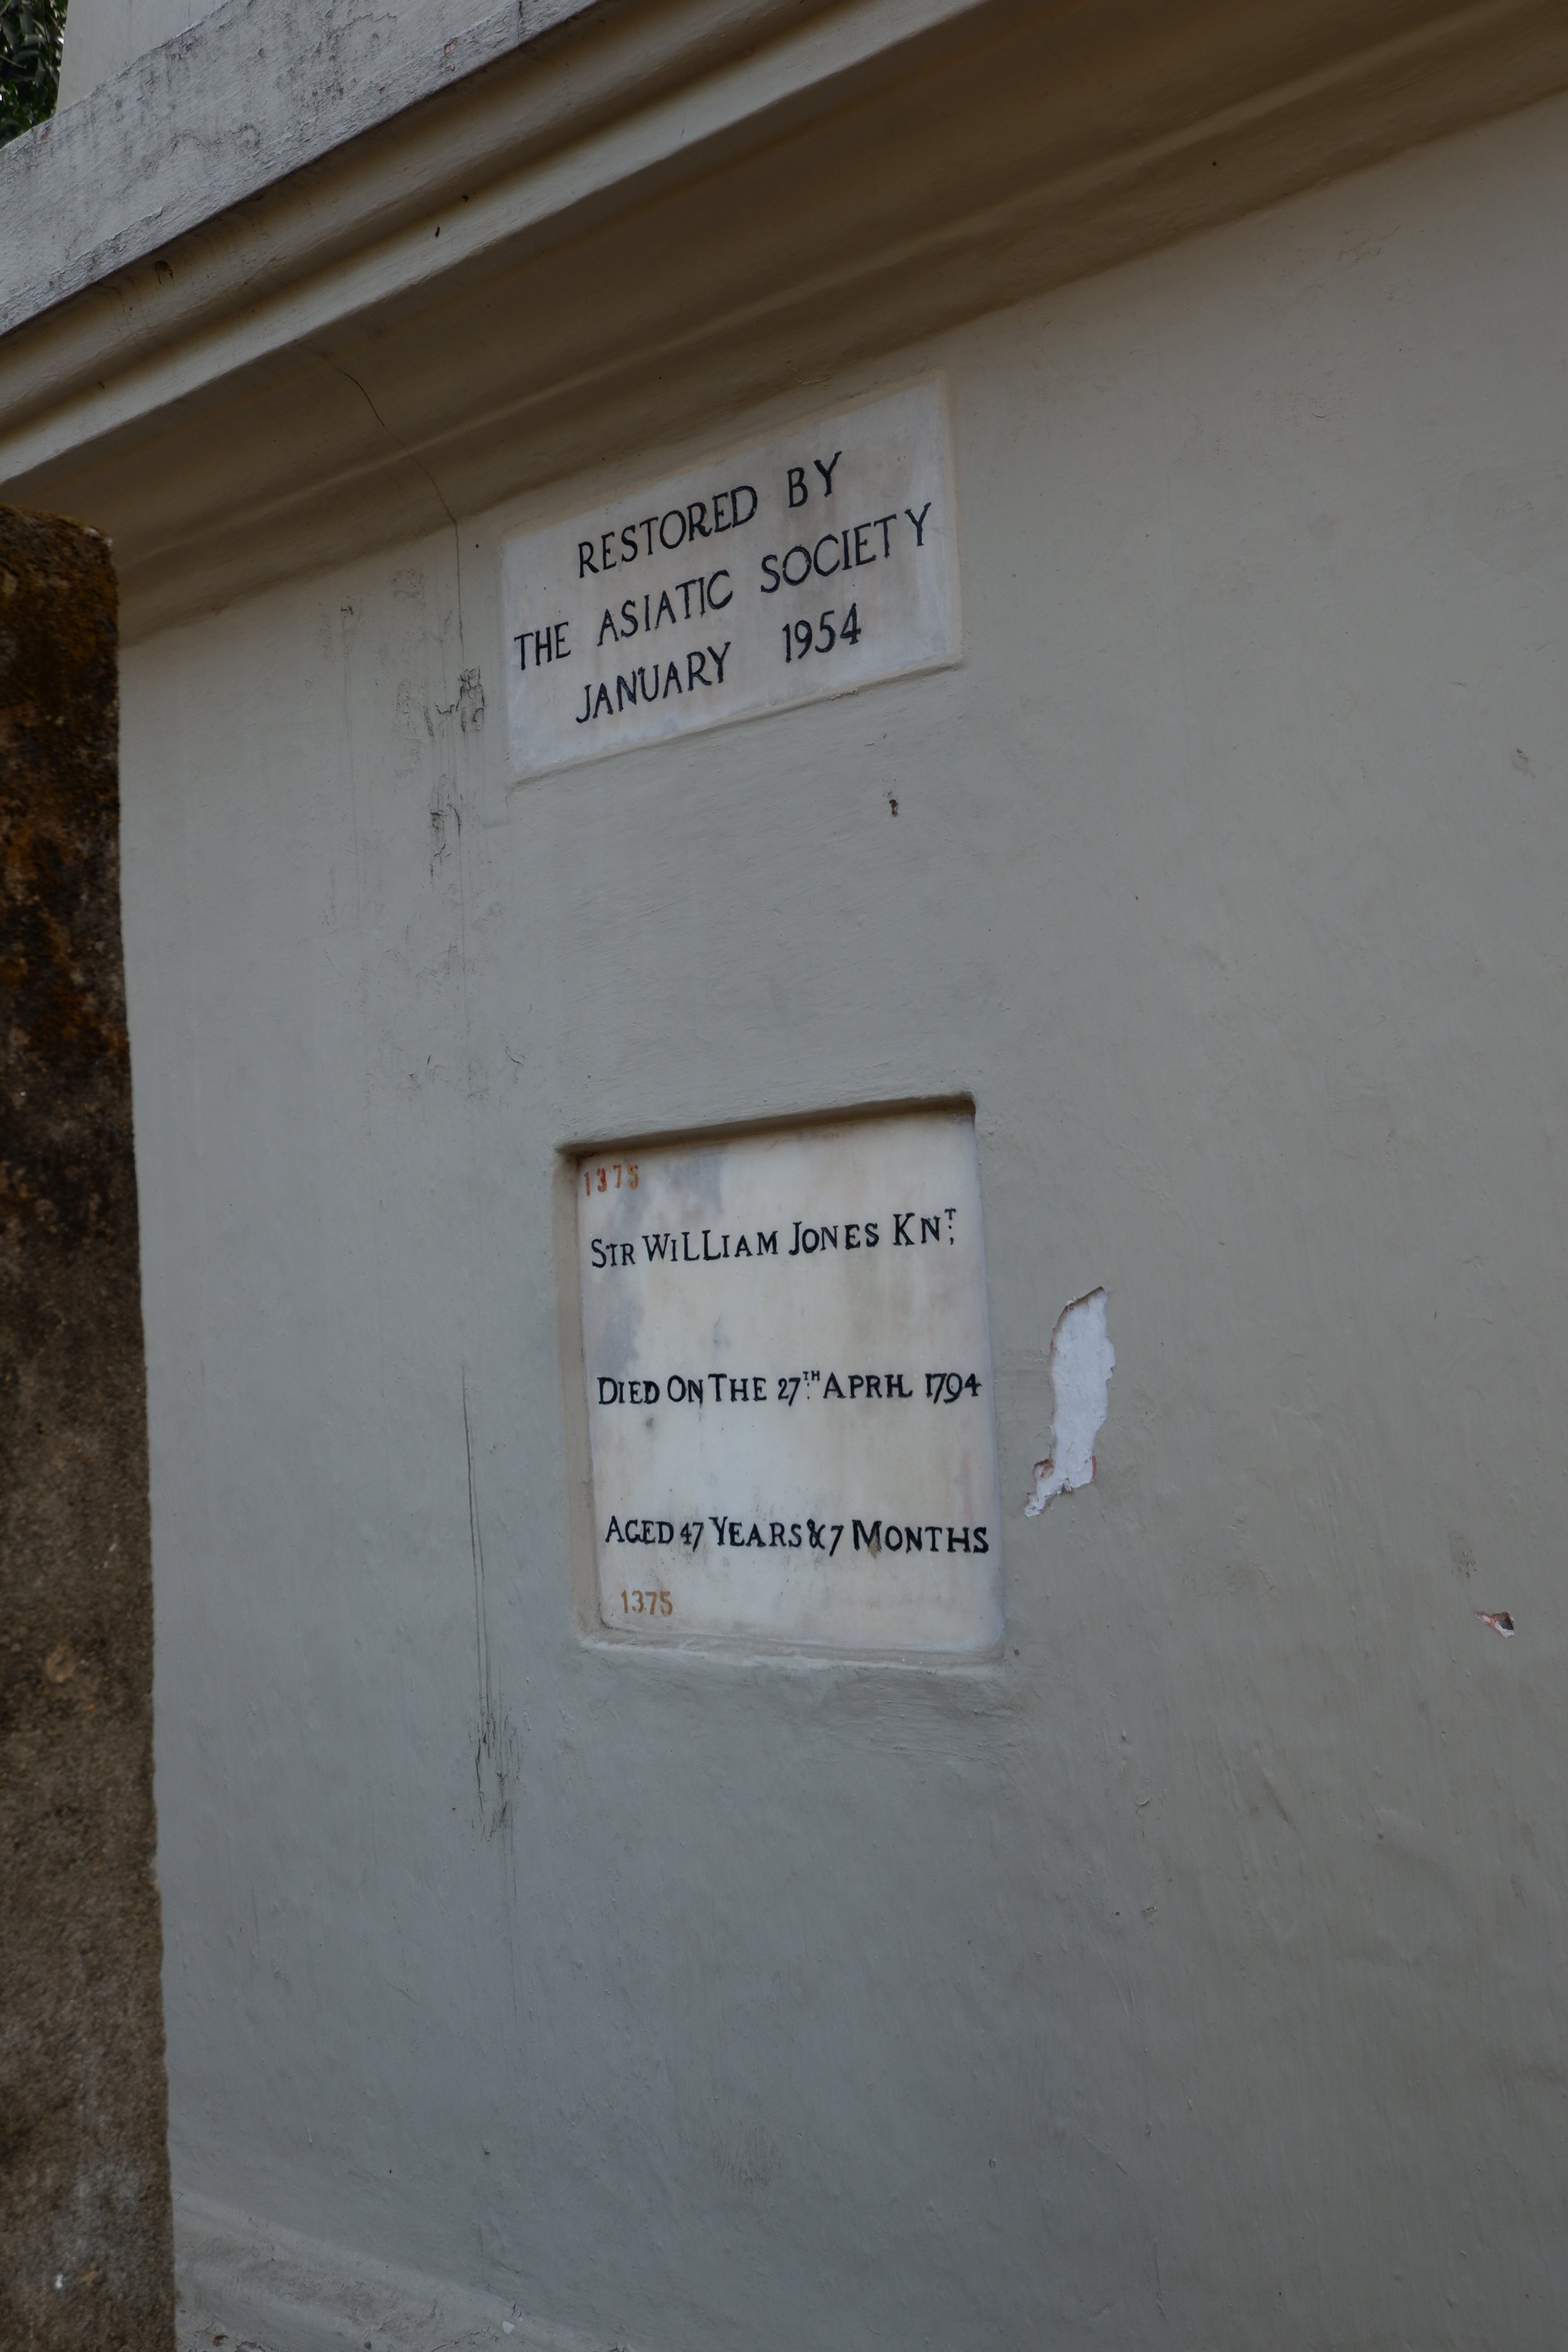 RESTORED BY
THE ASIATIC SOCIETY
JANUARY 1954
1375
SIR WILLIAM JONES KNT;
DIED ON THE 27TH APRIL 1794
AGED 47 YEARS & 7 MONTHS
1375